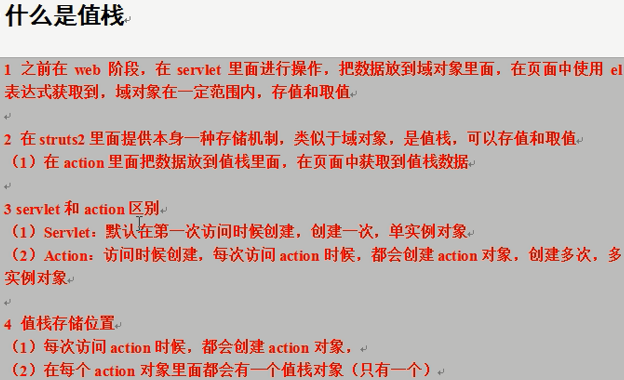 什么是值栈
1 之前在 web 阶段，在 servlet 里面进行操作，把数据放到域对象里面，在页面中使用 el
表达式获取到，域对象在一定范围内，存值和取值
2 在 struts2 里面提供本身一种存储机制，类似于域对象，是值栈，可以存值和取值
（1）在 action 里面把数据放到值栈里面，在页面中获取到值栈数据
3 servlet 和 action 区别
（1）Servlet：默认在第一次访问时候创建，创建一次，单实例对象
（2）Action：访问时候创建，每次访问 action 时候，都会创建 action 对象，创建多次，多
实例对象
4 值栈存储位置
（1）每次访问 action 时候，都会创建 action 对象，
（2）在每个 action 对象里面都会有一个值栈对象（只有一个）